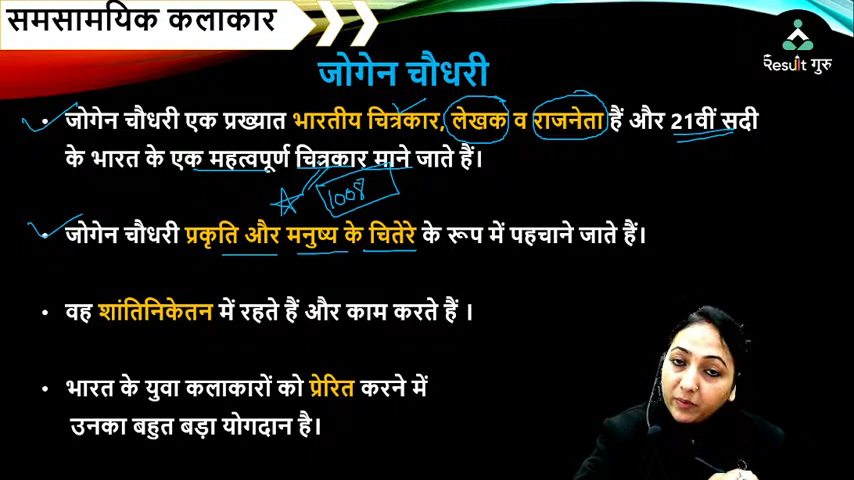 समसामयिक कलाकार
Result गुरु
जोगेन चौधरी
• जोगेन चौधरी एक प्रख्यात भारतीय चित्रकार, लेखक व राजनेता हैं और 21वीं सदी
के भारत के एक महत्वपूर्ण चित्रकार माने जाते हैं।
1008
• जोगेन चौधरी प्रकृति और मनुष्य के चितेरे के रूप में पहचाने जाते हैं।
• वह शांतिनिकेतन में रहते हैं और काम करते हैं ।
• भारत के युवा कलाकारों को प्रेरित करने में
उनका बहुत बड़ा योगदान है।